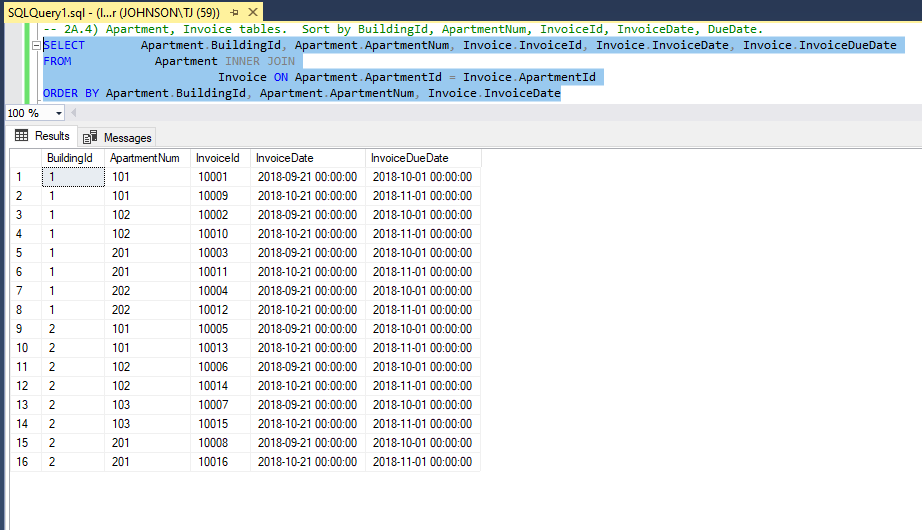 SQLQuery1.sql - (l...r (JOHNSON\TJ (59))
-- 2A.4) Apartment, Invoice tables.  Sort by BuildingId, ApartmentNum, InvoiceId, InvoiceDate, DueDate.
SELECT        Apartment.BuildingId, Apartment.ApartmentNum, Invoice.InvoiceId, Invoice.InvoiceDate, Invoice.InvoiceDueDate
FROM            Apartment INNER JOIN
                         Invoice ON Apartment.ApartmentId = Invoice.ApartmentId
ORDER BY Apartment.BuildingId, Apartment.ApartmentNum, Invoice.InvoiceDate
100 %
Results Messages
BuildingId ApartmentNum InvoiceId InvoiceDate InvoiceDueDate
1 1 101 10001 2018-09-21 00:00:00 2018-10-01 00:00:00
2 1 101 10009 2018-10-21 00:00:00 2018-11-01 00:00:00
3 1 102 10002 2018-09-21 00:00:00 2018-10-01 00:00:00
4 1 102 10010 2018-10-21 00:00:00 2018-11-01 00:00:00
5 1 201 10003 2018-09-21 00:00:00 2018-10-01 00:00:00
6 1 201 10011 2018-10-21 00:00:00 2018-11-01 00:00:00
7 1 202 10004 2018-09-21 00:00:00 2018-10-01 00:00:00
8 1 202 10012 2018-10-21 00:00:00 2018-11-01 00:00:00
9 2 101 10005 2018-09-21 00:00:00 2018-10-01 00:00:00
10 2 101 10013 2018-10-21 00:00:00 2018-11-01 00:00:00
11 2 102 10006 2018-09-21 00:00:00 2018-10-01 00:00:00
12 2 102 10014 2018-10-21 00:00:00 2018-11-01 00:00:00
13 2 103 10007 2018-09-21 00:00:00 2018-10-01 00:00:00
14 2 103 10015 2018-10-21 00:00:00 2018-11-01 00:00:00
15 2 201 10008 2018-09-21 00:00:00 2018-10-01 00:00:00
16 2 201 10016 2018-10-21 00:00:00 2018-11-01 00:00:00